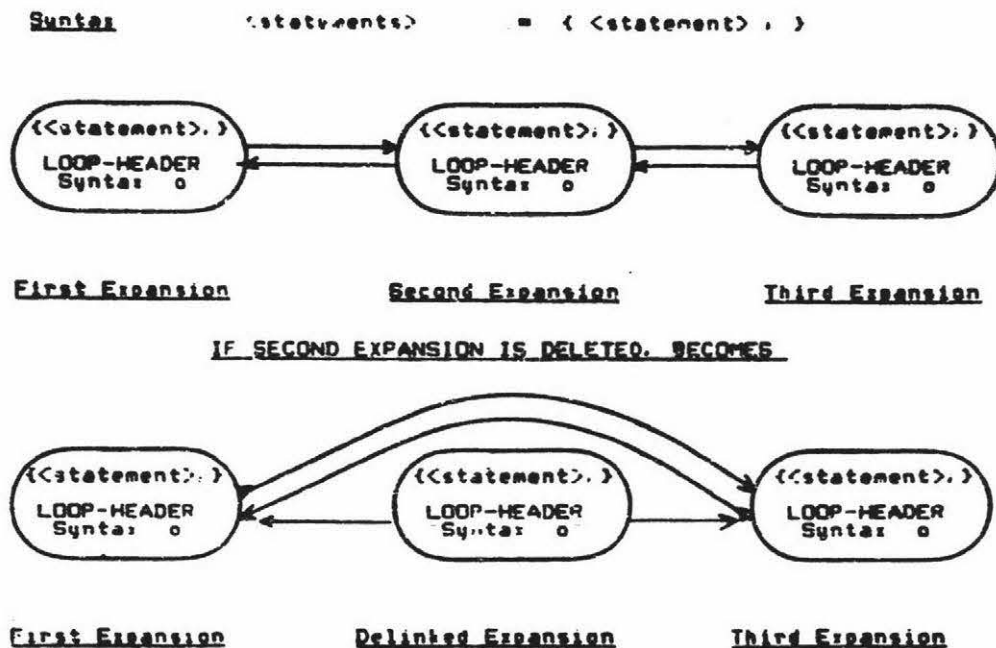 Syntax <statements> = { <statement> ; }
{<statement>; } {<statement>; } {<statement>; }
LOOP-HEADER LOOP-HEADER LOOP-HEADER
Syntax o Syntax o Syntax o
First Expansion Second Expansion Third Expansion
IF SECOND EXPANSION IS DELETED, BECOMES
{<statement>; } {<statement>; } {<statement>; }
LOOP-HEADER LOOP-HEADER LOOP-HEADER
Syntax o Syntax o Syntax o
First Expansion Delinked Expansion Third Expansion